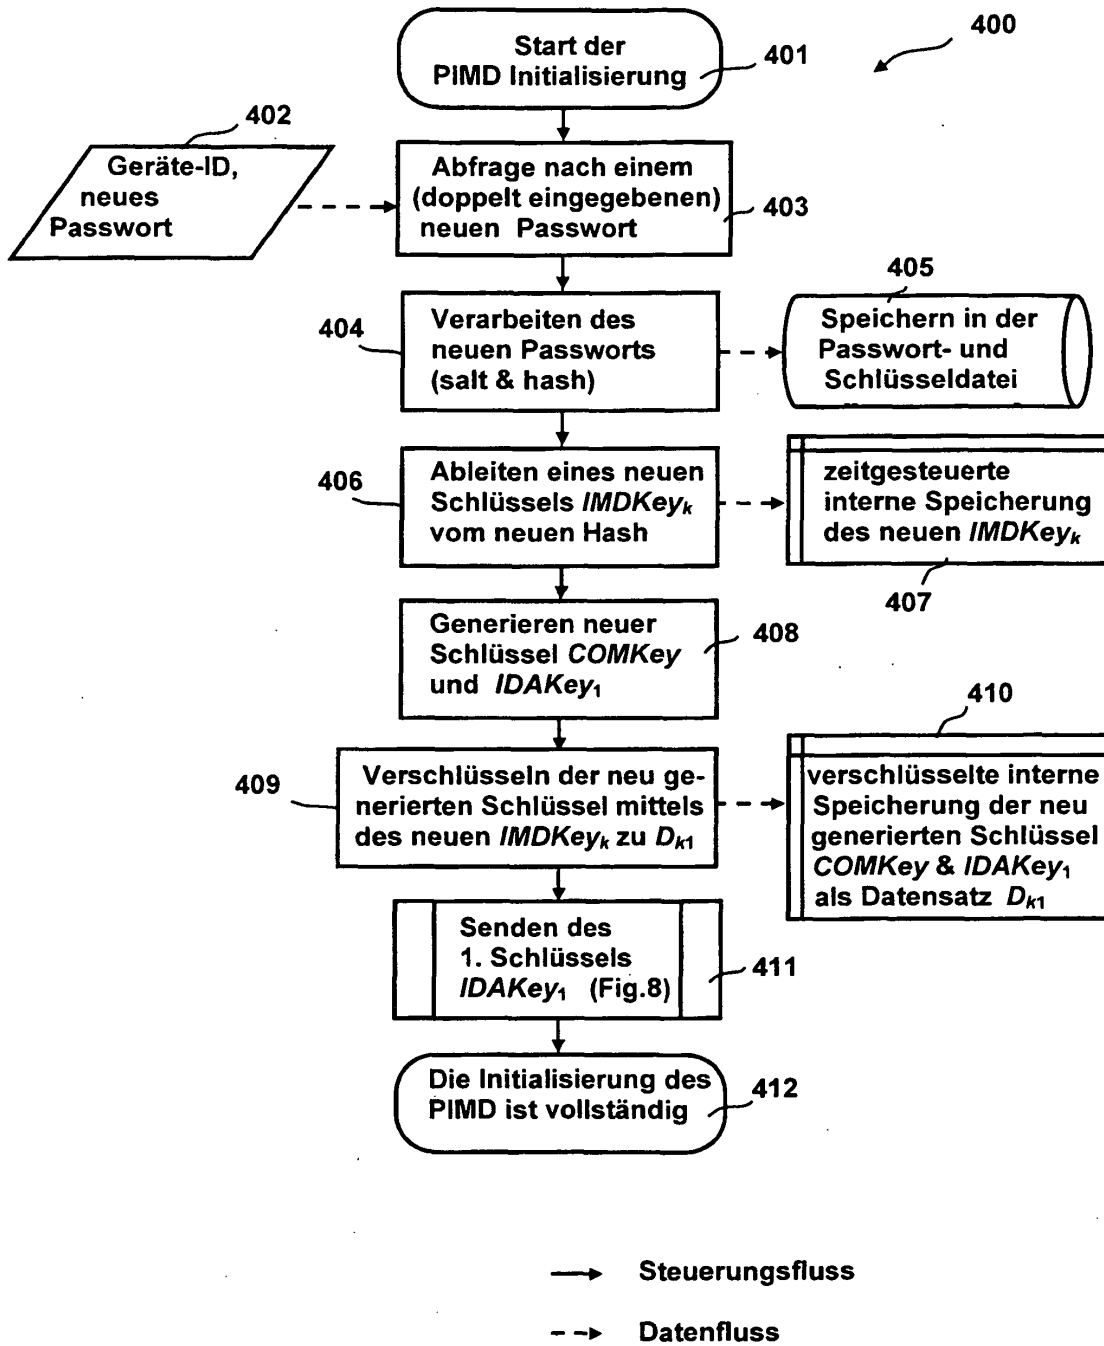 400
Start der
PIMD Initialisierung
401
402
Geräte-ID,
neues
Passwort
Abfrage nach einem
(doppelt eingegebenen)
neuen Passwort
403
404
Verarbeiten des
neuen Passworts
(salt & hash)
405
Speichern in der
Passwort- und
Schlüsseldatei
406
Ableiten eines neuen
Schlüssels IMDKeyk
vom neuen Hash
zeitgesteuerte
interne Speicherung
des neuen IMDKeyk
407
Generieren neuer
Schlüssel COMKey
und IDAKey1
408
409
Verschlüsseln der neu ge-
nerierten Schlüssel mittels
des neuen IMDKeyk zu Dk1
410
verschlüsselte interne
Speicherung der neu
generierten Schlüssel
COMKey & IDAKey1
als Datensatz Dk1
Senden des
1. Schlüssels
IDAKey1 (Fig.8)
411
Die Initialisierung des
PIMD ist vollständig
412
Steuerungsfluss
Datenfluss